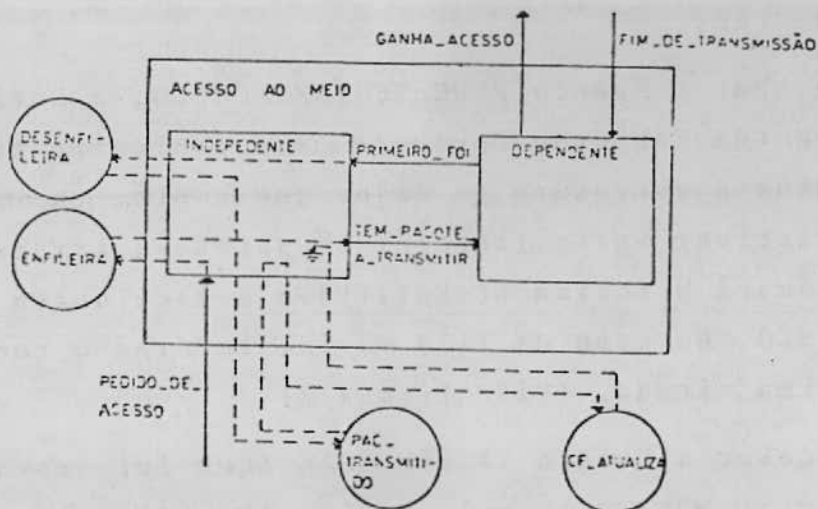 GANHA_ACESSO
FIM_DE_TRANSMISSÃO
ACESSO AO MEIO
DESENFI-
LEIRA
INDEPEDENTE
PRIMEIRO_FOI
DEPENDENTE
ENFILEIRA
TEM_PACOTE
A_TRANSMITIR
PEDIDO_DE_
ACESSO
PAC_
TRANSMITI-
DO
CF_ATUALIZA